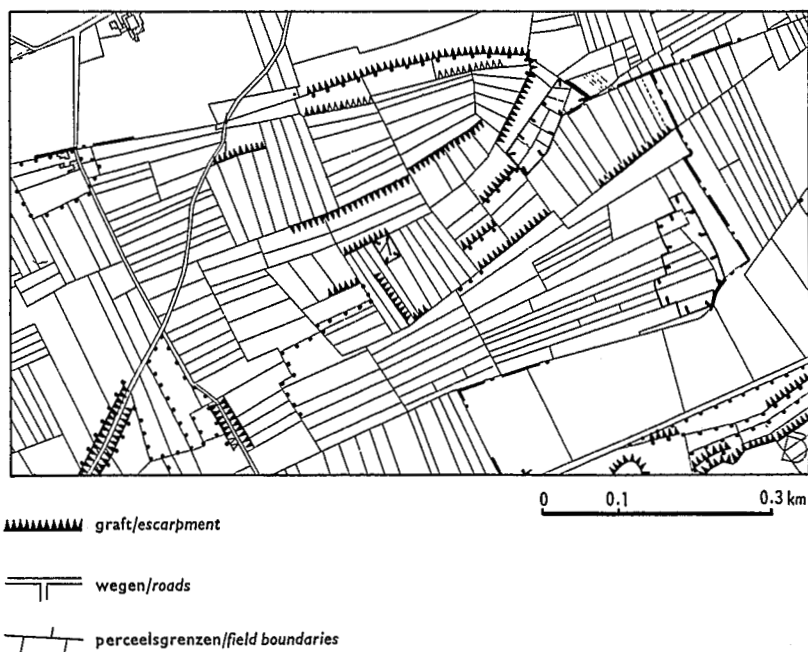 0 0.1 0.3 km
graft/escarpment
wegen/roads
perceelsgrenzen/field boundaries